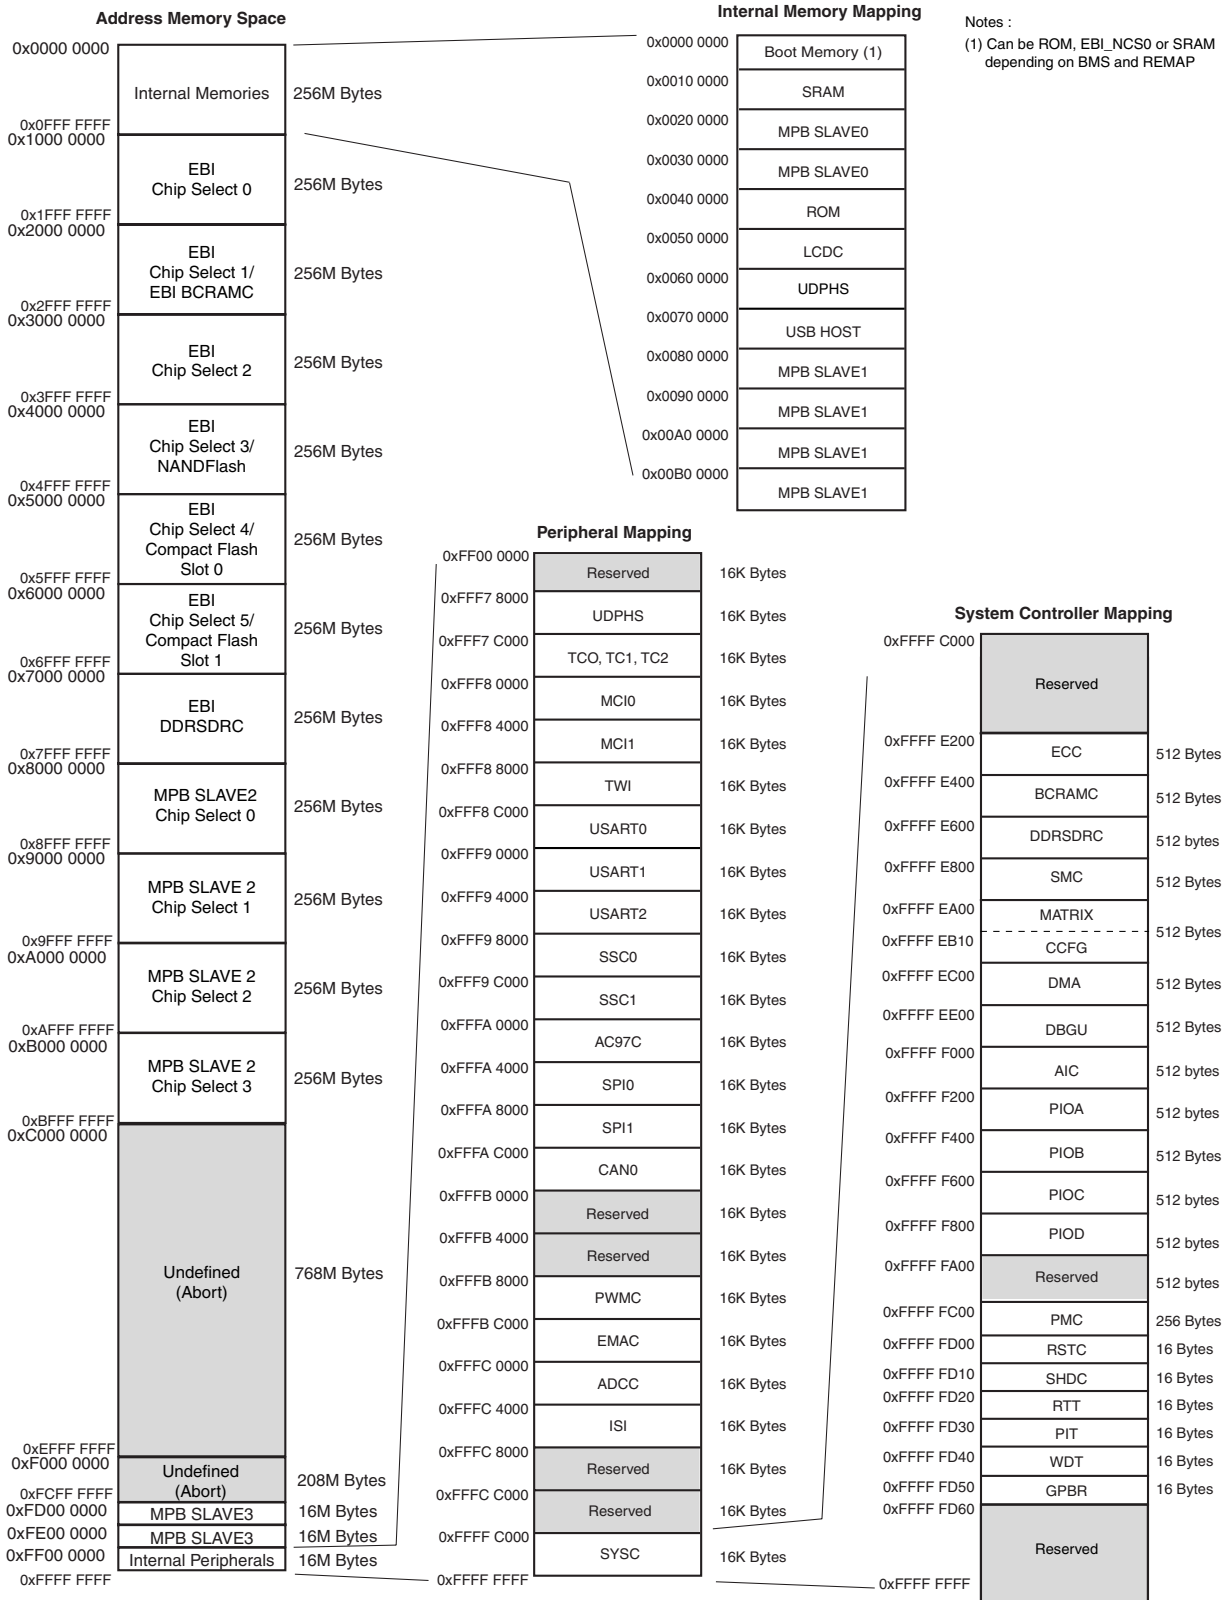 Address Memory Space
0x0000 0000
Internal Memories
256M Bytes
0x0FFF FFFF
0x1000 0000
EBI
Chip Select 0
256M Bytes
0x1FFF FFFF
0x2000 0000
EBI
Chip Select 1/
EBI BCRAMC
256M Bytes
0x2FFF FFFF
0x3000 0000
EBI
Chip Select 2
256M Bytes
0x3FFF FFFF
0x4000 0000
EBI
Chip Select 3/
NANDFlash
256M Bytes
0x4FFF FFFF
0x5000 0000
EBI
Chip Select 4/
Compact Flash
Slot 0
256M Bytes
0x5FFF FFFF
0x6000 0000
EBI
Chip Select 5/
Compact Flash
Slot 1
256M Bytes
0x6FFF FFFF
0x7000 0000
EBI
DDRSDRC
256M Bytes
0x7FFF FFFF
0x8000 0000
MPB SLAVE2
Chip Select 0
256M Bytes
0x8FFF FFFF
0x9000 0000
MPB SLAVE 2
Chip Select 1
256M Bytes
0x9FFF FFFF
0xA000 0000
MPB SLAVE 2
Chip Select 2
256M Bytes
0xAFFF FFFF
0xB000 0000
MPB SLAVE 2
Chip Select 3
256M Bytes
0xBFFF FFFF
0xC000 0000
Undefined
(Abort)
768M Bytes
0xEFFF FFFF
0xF000 0000
Undefined
(Abort)
208M Bytes
0xFCFF FFFF
0xFD00 0000
MPB SLAVE3
16M Bytes
0xFE00 0000
MPB SLAVE3
16M Bytes
0xFF00 0000
Internal Peripherals
16M Bytes
0xFFFF FFFF
Internal Memory Mapping
0x0000 0000
Boot Memory (1)
0x0010 0000
SRAM
0x0020 0000
MPB SLAVE0
0x0030 0000
MPB SLAVE0
0x0040 0000
ROM
0x0050 0000
LCDC
0x0060 0000
UDPHS
0x0070 0000
USB HOST
0x0080 0000
MPB SLAVE1
0x0090 0000
MPB SLAVE1
0x00A0 0000
MPB SLAVE1
0x00B0 0000
MPB SLAVE1
Notes :
(1) Can be ROM, EBI_NCS0 or SRAM
depending on BMS and REMAP
Peripheral Mapping
0xFF00 0000
Reserved
16K Bytes
0xFFF7 8000
UDPHS
16K Bytes
0xFFF7 C000
TCO, TC1, TC2
16K Bytes
0xFFF8 0000
MCI0
16K Bytes
0xFFF8 4000
MCI1
16K Bytes
0xFFF8 8000
TWI
16K Bytes
0xFFF8 C000
USART0
16K Bytes
0xFFF9 0000
USART1
16K Bytes
0xFFF9 4000
USART2
16K Bytes
0xFFF9 8000
SSC0
16K Bytes
0xFFF9 C000
SSC1
16K Bytes
0xFFFA 0000
AC97C
16K Bytes
0xFFFA 4000
SPI0
16K Bytes
0xFFFA 8000
SPI1
16K Bytes
0xFFFA C000
CAN0
16K Bytes
0xFFFB 0000
Reserved
16K Bytes
0xFFFB 4000
Reserved
16K Bytes
0xFFFB 8000
PWMC
16K Bytes
0xFFFB C000
EMAC
16K Bytes
0xFFFC 0000
ADCC
16K Bytes
0xFFFC 4000
ISI
16K Bytes
0xFFFC 8000
Reserved
16K Bytes
0xFFFC C000
Reserved
16K Bytes
0xFFFF C000
SYSC
16K Bytes
0xFFFF FFFF
System Controller Mapping
0xFFFF C000
Reserved
0xFFFF E200
ECC
512 Bytes
0xFFFF E400
BCRAMC
512 Bytes
0xFFFF E600
DDRSDRC
512 bytes
0xFFFF E800
SMC
512 Bytes
0xFFFF EA00
MATRIX
512 Bytes
0xFFFF EB10
CCFG
0xFFFF EC00
DMA
512 Bytes
0xFFFF EE00
DBGU
512 Bytes
0xFFFF F000
AIC
512 bytes
0xFFFF F200
PIOA
512 bytes
0xFFFF F400
PIOB
512 Bytes
0xFFFF F600
PIOC
512 bytes
0xFFFF F800
PIOD
512 bytes
0xFFFF FA00
Reserved
512 bytes
0xFFFF FC00
PMC
256 Bytes
0xFFFF FD00
RSTC
16 Bytes
0xFFFF FD10
SHDC
16 Bytes
0xFFFF FD20
RTT
16 Bytes
0xFFFF FD30
PIT
16 Bytes
0xFFFF FD40
WDT
16 Bytes
0xFFFF FD50
GPBR
16 Bytes
0xFFFF FD60
Reserved
0xFFFF FFFF